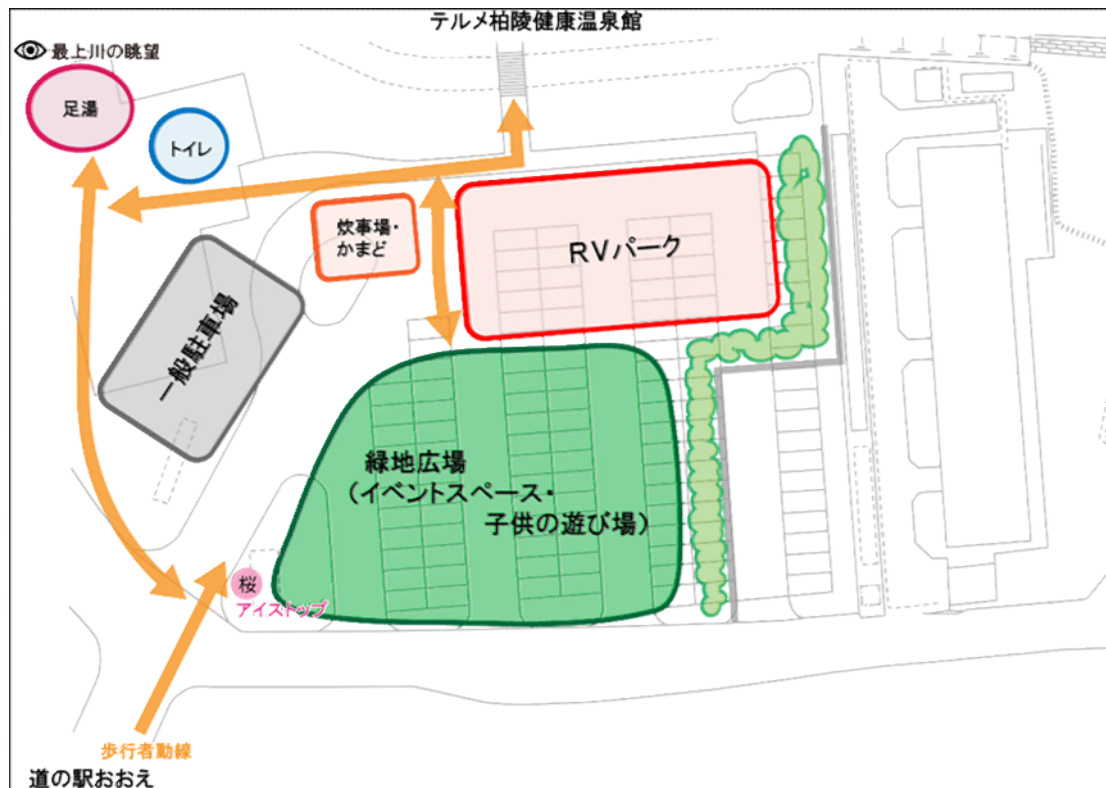 テルメ柏陵健康温泉館
最上川の眺望
足湯
トイレ
炊事場・
かまど
RVパーク
一般駐車場
緑地広場
（イベントスペース・
子供の遊び場）
桜
アイストップ
歩行者動線
道の駅おおえ